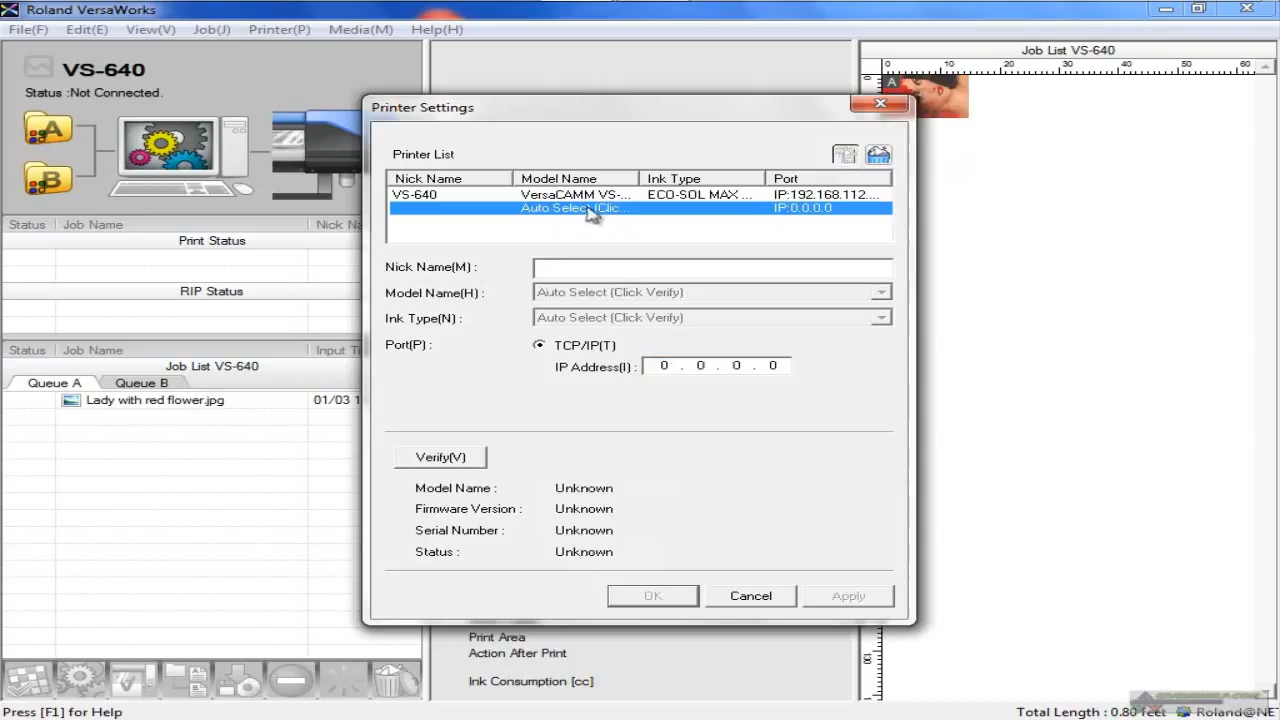 Roland VersaWorks
File(F) Edit(E) View(V) Job(J) Printer(P) Media(M) Help(H)
VS-640
Status :Not Connected.
A
B
Status Job Name Nick Na
Print Status
RIP Status
Status Job Name Input Ti
Job List VS-640
Queue A Queue B
Lady with red flower.jpg 01/03 1
Printer Settings
Printer List
Nick Name Model Name Ink Type Port
VS-640 VersaCAMM VS-... ECO-SOL MAX ... IP:192.168.112....
Auto Select (Clic... IP:0.0.0.0
Nick Name(M) :
Model Name(H) : Auto Select (Click Verify)
Ink Type(N) : Auto Select (Click Verify)
Port(P) : TCP/IP(T)
IP Address(I) : 0 . 0 . 0 . 0
Verify(V)
Model Name : Unknown
Firmware Version : Unknown
Serial Number : Unknown
Status : Unknown
OK Cancel Apply
Print Area
Action After Print
Ink Consumption [cc]
Job List VS-640
0 10 20 30 40 50 60
A
Press [F1] for Help
Total Length : 0.80 feet Roland@NE